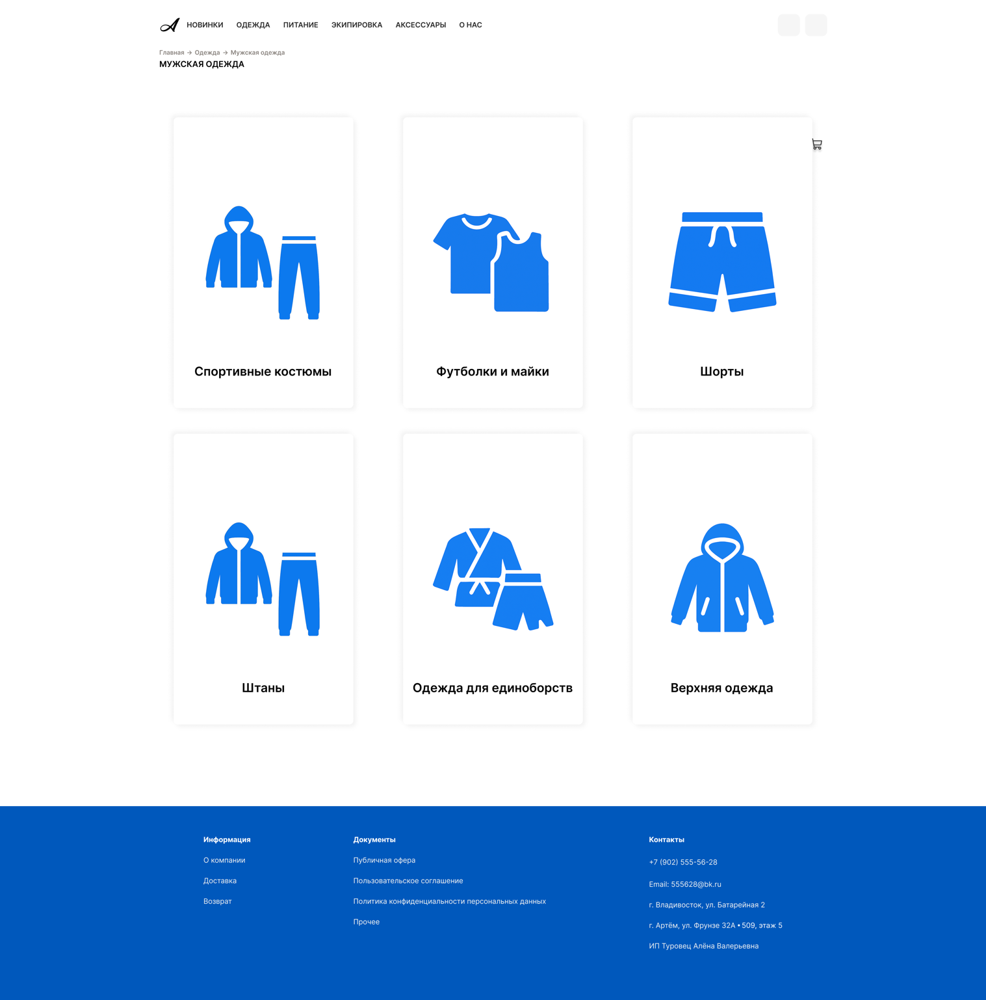 A
НОВИНКИ ОДЕЖДА ПИТАНИЕ ЭКИПИРОВКА АКСЕССУАРЫ О НАС
Главная → Одежда → Мужская одежда
МУЖСКАЯ ОДЕЖДА
Спортивные костюмы
Футболки и майки
Шорты
Штаны
Одежда для единоборств
Верхняя одежда
Информация
О компании
Доставка
Возврат
Документы
Публичная офера
Пользовательское соглашение
Политика конфиденциальности персональных данных
Прочее
Контакты
+7 (902) 555-56-28
Email: 555628@bk.ru
г. Владивосток, ул. Батарейная 2
г. Артём, ул. Фрунзе 32А • 509, этаж 5
ИП Туровец Алёна Валерьевна